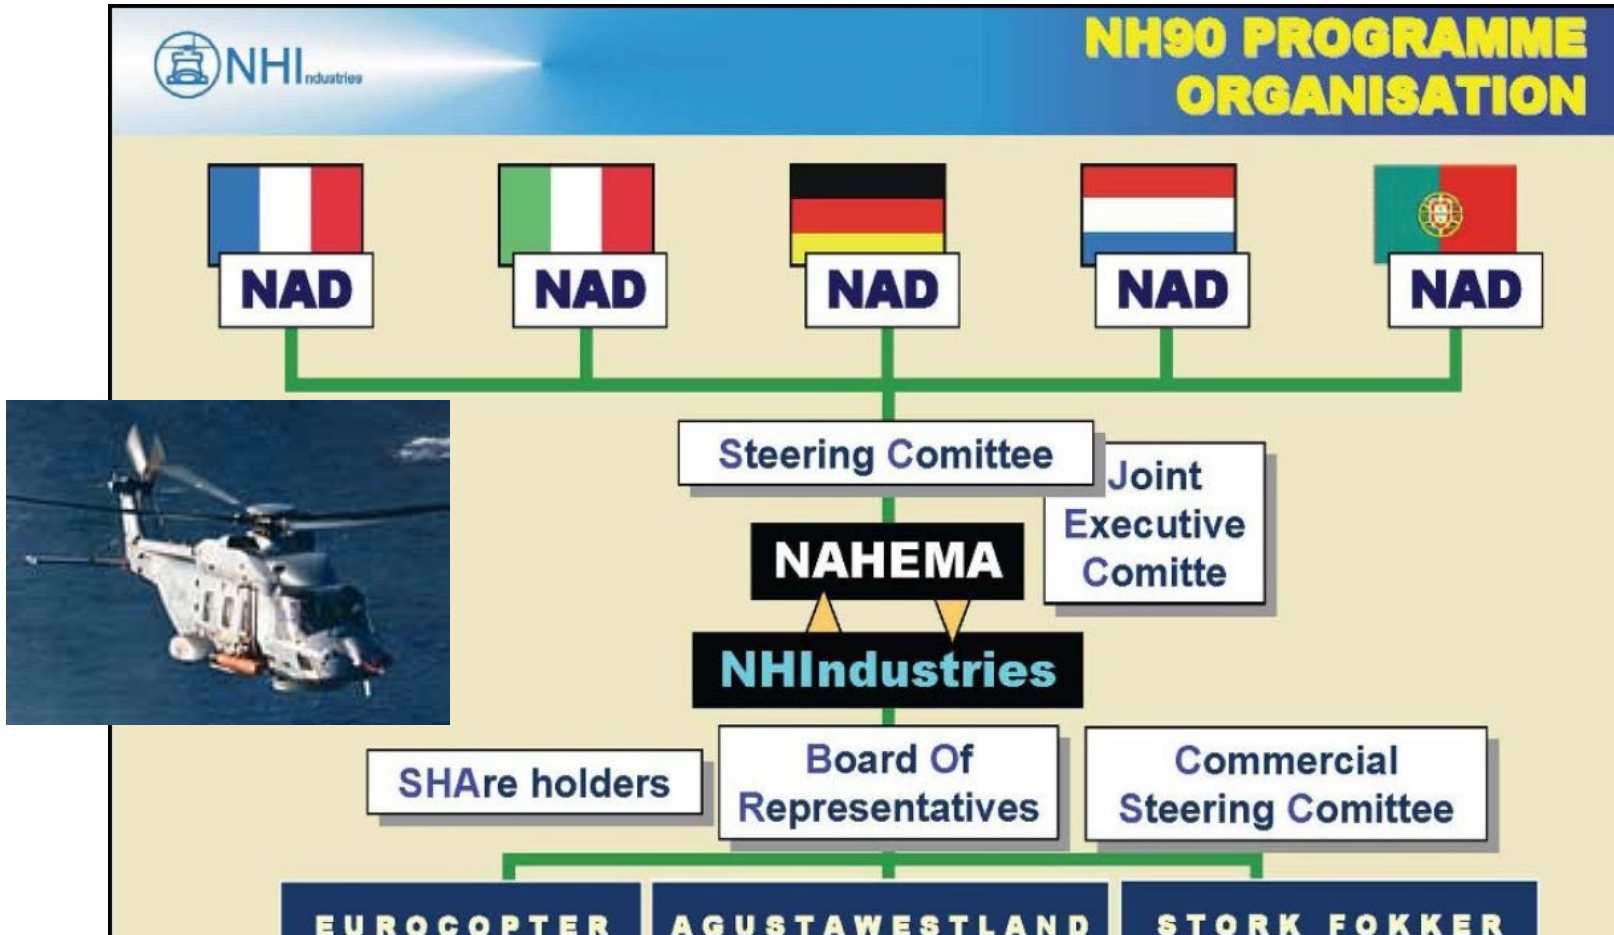 NHIndustries
NH90 PROGRAMME
ORGANISATION
NAD
NAD
NAD
NAD
NAD
Steering Comittee
Joint
Executive
Comitte
NAHEMA
NHIndustries
SHAre holders
Board Of
Representatives
Commercial
Steering Comittee
EUROCOPTER
AGUSTAWESTLAND
STORK FOKKER